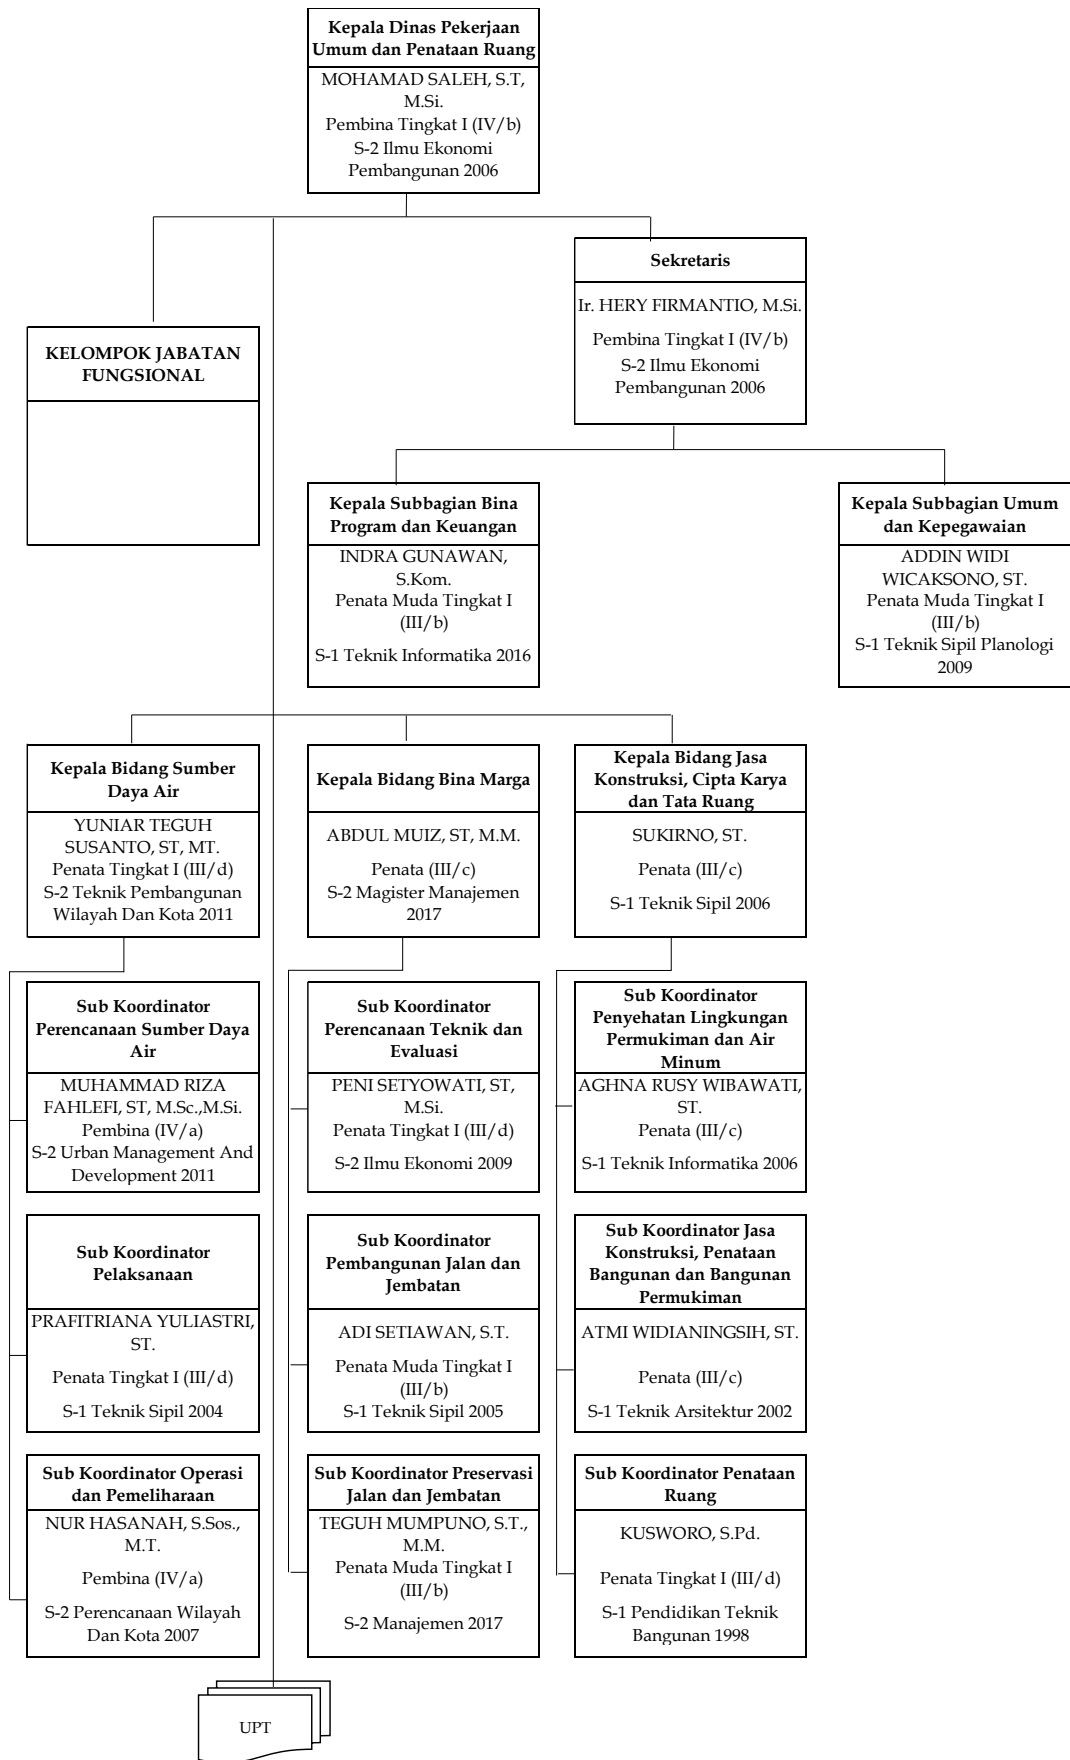 Kepala Dinas Pekerjaan
Umum dan Penataan Ruang
MOHAMAD SALEH, S.T,
M.Si.
Pembina Tingkat I (IV/b)
S-2 Ilmu Ekonomi
Pembangunan 2006
Sekretaris
Ir. HERY FIRMANTIO, M.Si.
Pembina Tingkat I (IV/b)
S-2 Ilmu Ekonomi
Pembangunan 2006
KELOMPOK JABATAN
FUNGSIONAL
Kepala Subbagian Bina
Program dan Keuangan
INDRA GUNAWAN,
S.Kom.
Penata Muda Tingkat I
(III/b)
S-1 Teknik Informatika 2016
Kepala Subbagian Umum
dan Kepegawaian
ADDIN WIDI
WICAKSONO, ST.
Penata Muda Tingkat I
(III/b)
S-1 Teknik Sipil Planologi
2009
Kepala Bidang Sumber
Daya Air
YUNIAR TEGUH
SUSANTO, ST, MT.
Penata Tingkat I (III/d)
S-2 Teknik Pembangunan
Wilayah Dan Kota 2011
Kepala Bidang Bina Marga
ABDUL MUIZ, ST, M.M.
Penata (III/c)
S-2 Magister Manajemen
2017
Kepala Bidang Jasa
Konstruksi, Cipta Karya
dan Tata Ruang
SUKIRNO, ST.
Penata (III/c)
S-1 Teknik Sipil 2006
Sub Koordinator
Perencanaan Sumber Daya
Air
MUHAMMAD RIZA
FAHLEFI, ST, M.Sc.,M.Si.
Pembina (IV/a)
S-2 Urban Management And
Development 2011
Sub Koordinator
Perencanaan Teknik dan
Evaluasi
PENI SETYOWATI, ST,
M.Si.
Penata Tingkat I (III/d)
S-2 Ilmu Ekonomi 2009
Sub Koordinator
Penyehatan Lingkungan
Permukiman dan Air
Minum
AGHNA RUSY WIBAWATI,
ST.
Penata (III/c)
S-1 Teknik Informatika 2006
Sub Koordinator
Pelaksanaan
PRAFITRIANA YULIASTRI,
ST.
Penata Tingkat I (III/d)
S-1 Teknik Sipil 2004
Sub Koordinator
Pembangunan Jalan dan
Jembatan
ADI SETIAWAN, S.T.
Penata Muda Tingkat I
(III/b)
S-1 Teknik Sipil 2005
Sub Koordinator Jasa
Konstruksi, Penataan
Bangunan dan Bangunan
Permukiman
ATMI WIDIANINGSIH, ST.
Penata (III/c)
S-1 Teknik Arsitektur 2002
Sub Koordinator Operasi
dan Pemeliharaan
NUR HASANAH, S.Sos.,
M.T.
Pembina (IV/a)
S-2 Perencanaan Wilayah
Dan Kota 2007
Sub Koordinator Preservasi
Jalan dan Jembatan
TEGUH MUMPUNO, S.T.,
M.M.
Penata Muda Tingkat I
(III/b)
S-2 Manajemen 2017
Sub Koordinator Penataan
Ruang
KUSWORO, S.Pd.
Penata Tingkat I (III/d)
S-1 Pendidikan Teknik
Bangunan 1998
UPT